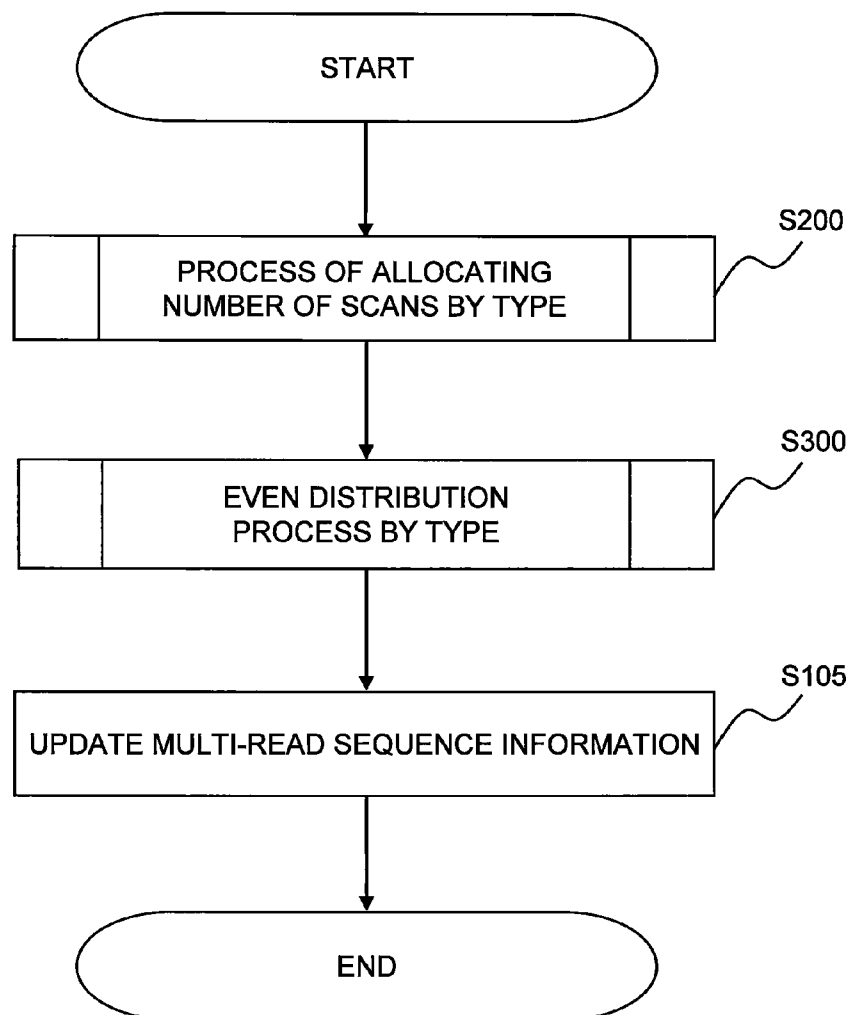 START
S200
PROCESS OF ALLOCATING
NUMBER OF SCANS BY TYPE
S300
EVEN DISTRIBUTION
PROCESS BY TYPE
S105
UPDATE MULTI-READ SEQUENCE INFORMATION
END